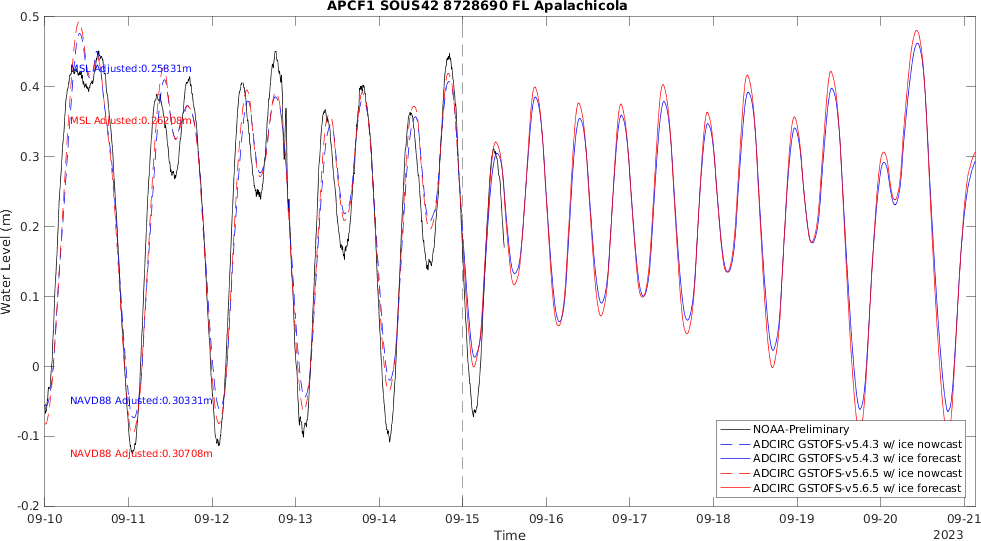 APCF1 SOUS42 8728690 FL Apalachicola
0.5
0.4
0.3
0.2
0.1
0
-0.1
-0.2
Water Level (m)
MSL Adjusted:0.25831m
MSL Adjusted:0.26208m
NAVD88 Adjusted:0.30331m
NAVD88 Adjusted:0.30708m
NOAA-Preliminary
ADCIRC GSTOFS-v5.4.3 w/ ice nowcast
ADCIRC GSTOFS-v5.4.3 w/ ice forecast
ADCIRC GSTOFS-v5.6.5 w/ ice nowcast
ADCIRC GSTOFS-v5.6.5 w/ ice forecast
09-10 09-11 09-12 09-13 09-14 09-15 09-16 09-17 09-18 09-19 09-20 09-21
Time
2023